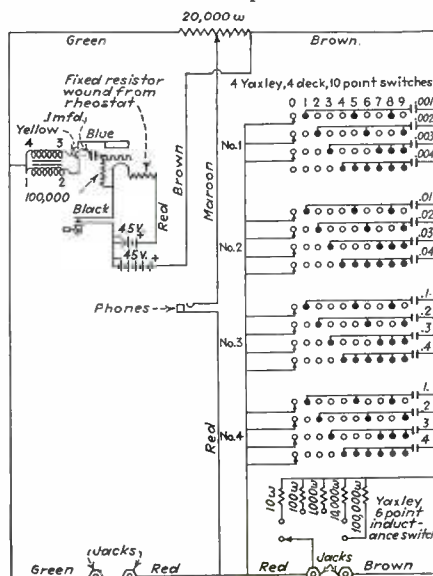 20,000 ω
Green
Brown.
Fixed resistor
wound from
rheostat
1mfd.
Yellow
Blue
4 3
1 2
100,000
Black
45V.
+
45V. +
Red
Brown
Maroon
4 Yaxley, 4 deck, 10 point switches
0 1 2 3 4 5 6 7 8 9
.001
.002
.003
.004
No.1
.01
.02
.03
.04
No.2
Phones-->
.1
.2
.3
.4
No.3
1.
2
3
4
No.4
Red
10ω
100ω
1000ω
10,000ω
100,000ω
Yaxley
6 point
induct-
ance switch
Jacks
Green
Red
Red
Jacks
Brown